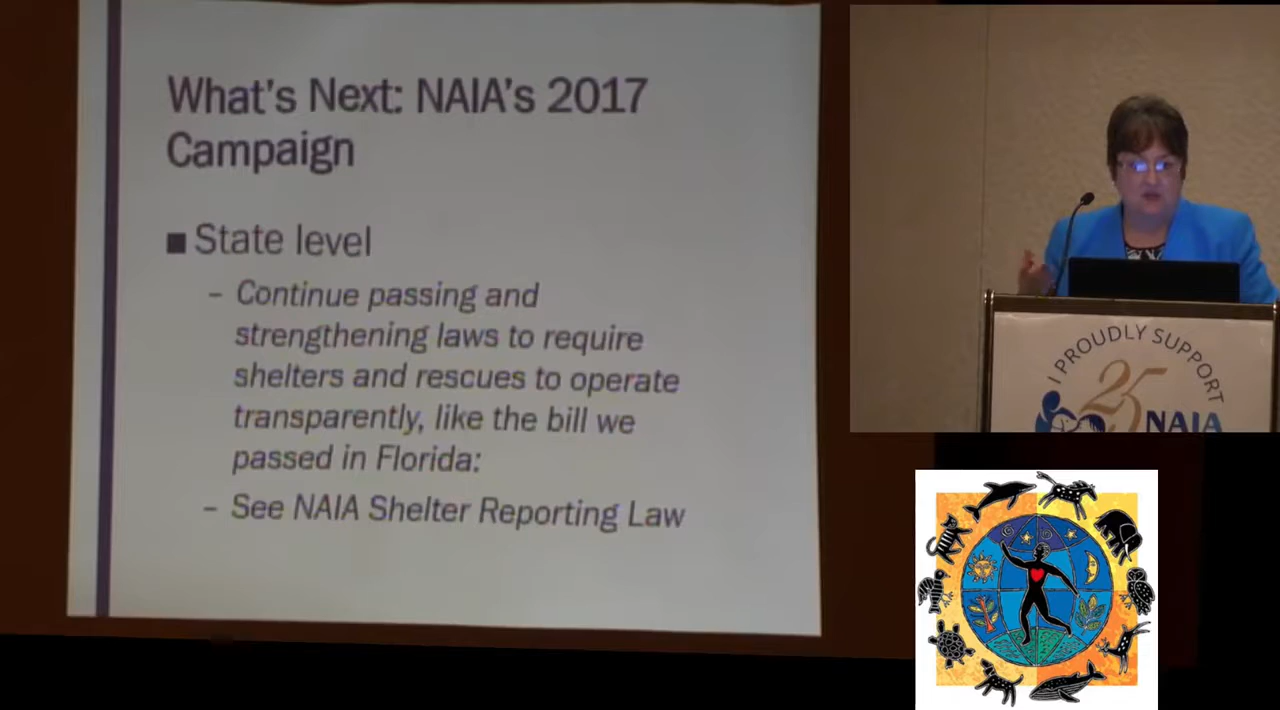 What's Next: NAIA's 2017
Campaign
■ State level
– Continue passing and
strengthening laws to require
shelters and rescues to operate
transparently, like the bill we
passed in Florida:
– See NAIA Shelter Reporting Law
I PROUDLY SUPPORT
25
NAIA